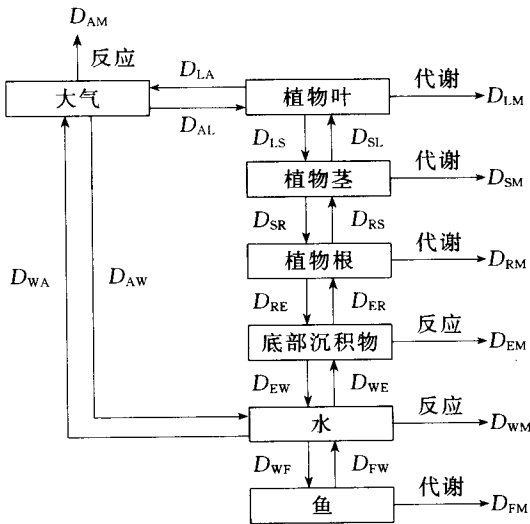 D_AM
反应
D_LA
代谢
大气
植物叶
D_LM
D_AL
D_LS
D_SL
代谢
植物茎
D_SM
D_SR
D_RS
代谢
植物根
D_RM
D_WA
D_AW
D_RE
D_ER
反应
底部沉积物
D_EM
D_EW
D_WE
反应
水
D_WM
D_WF
D_FW
代谢
鱼
D_FM